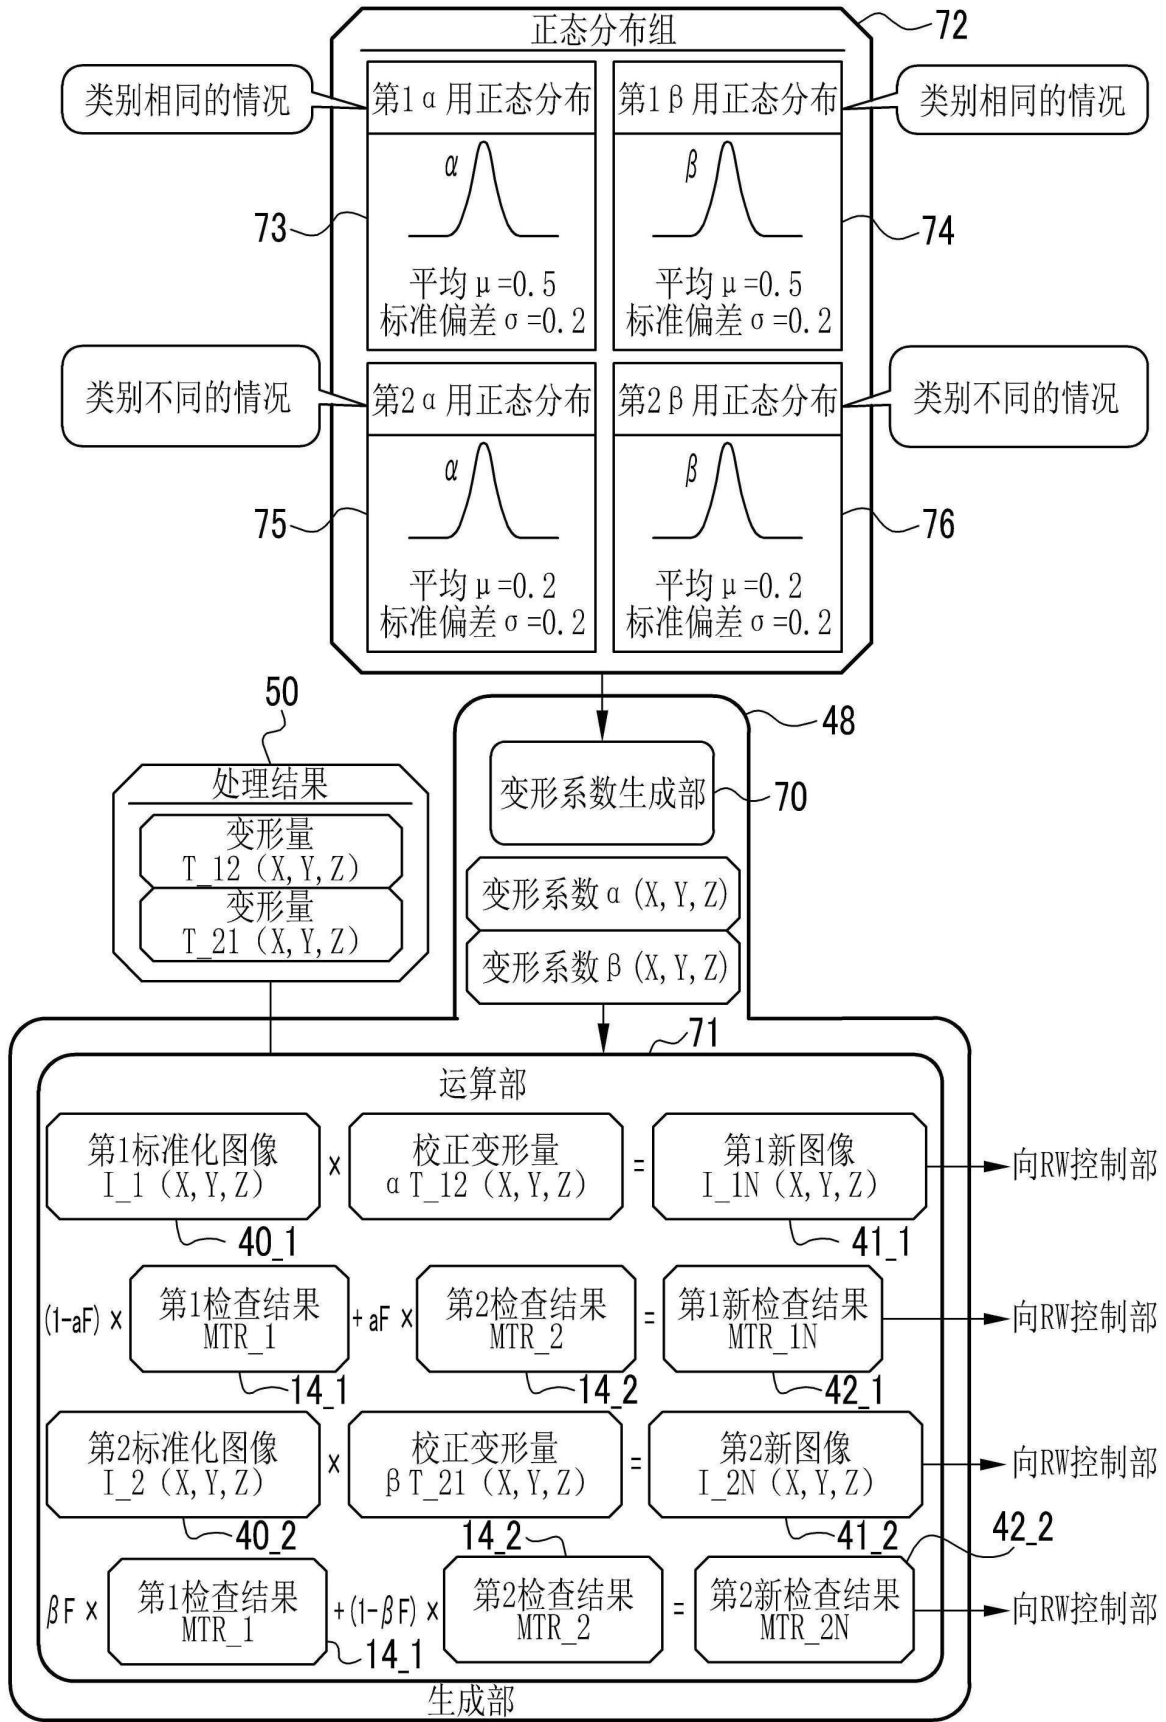 72
正态分布组
类别相同的情况
第1α用正态分布
第1β用正态分布
类别相同的情况
α
β
73
74
平均μ=0.5
标准偏差σ=0.2
平均μ=0.5
标准偏差σ=0.2
类别不同的情况
第2α用正态分布
第2β用正态分布
类别不同的情况
α
β
75
76
平均μ=0.2
标准偏差σ=0.2
平均μ=0.2
标准偏差σ=0.2
50
48
处理结果
变形量
T_12 (X,Y,Z)
变形量
T_21 (X,Y,Z)
变形系数生成部
70
变形系数α(X,Y,Z)
变形系数β(X,Y,Z)
71
运算部
第1标准化图像
I_1 (X,Y,Z)
×
校正变形量
αT_12 (X,Y,Z)
=
第1新图像
I_1N (X,Y,Z)
向RW控制部
40_1
41_1
(1-aF) ×
第1检查结果
MTR_1
+ aF ×
第2检查结果
MTR_2
=
第1新检查结果
MTR_1N
向RW控制部
14_1
14_2
42_1
第2标准化图像
I_2 (X,Y,Z)
×
校正变形量
βT_21 (X,Y,Z)
=
第2新图像
I_2N (X,Y,Z)
向RW控制部
40_2
14_2
41_2
42_2
βF ×
第1检查结果
MTR_1
+(1-βF) ×
第2检查结果
MTR_2
=
第2新检查结果
MTR_2N
向RW控制部
14_1
生成部